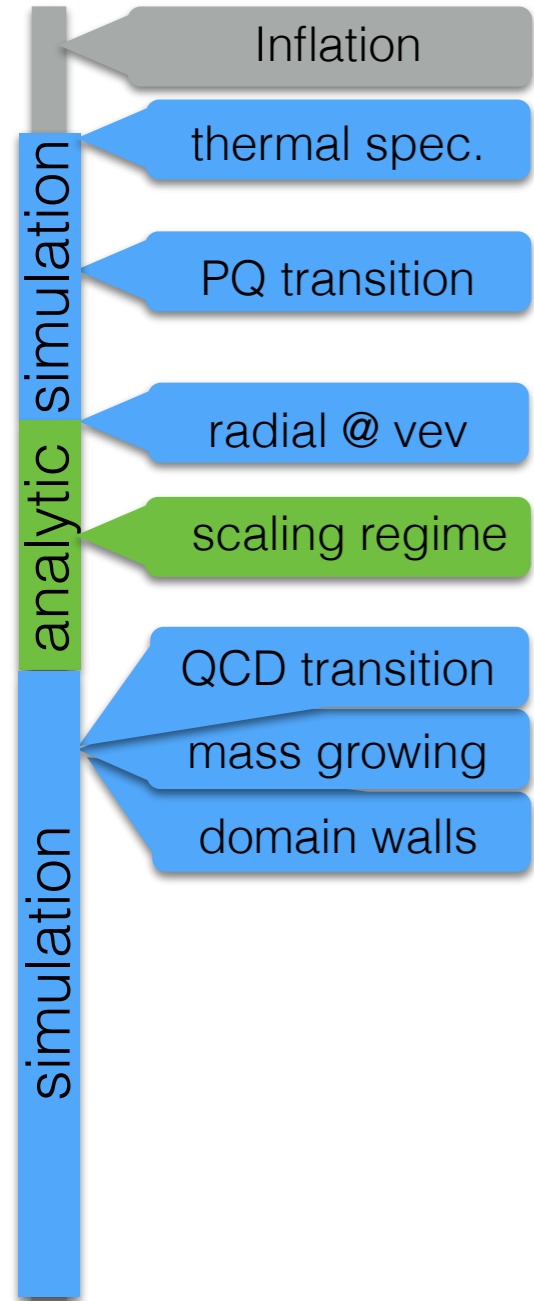 Inflation
thermal spec.
simulation
PQ transition
radial @ vev
analytic
scaling regime
QCD transition
mass growing
domain walls
simulation